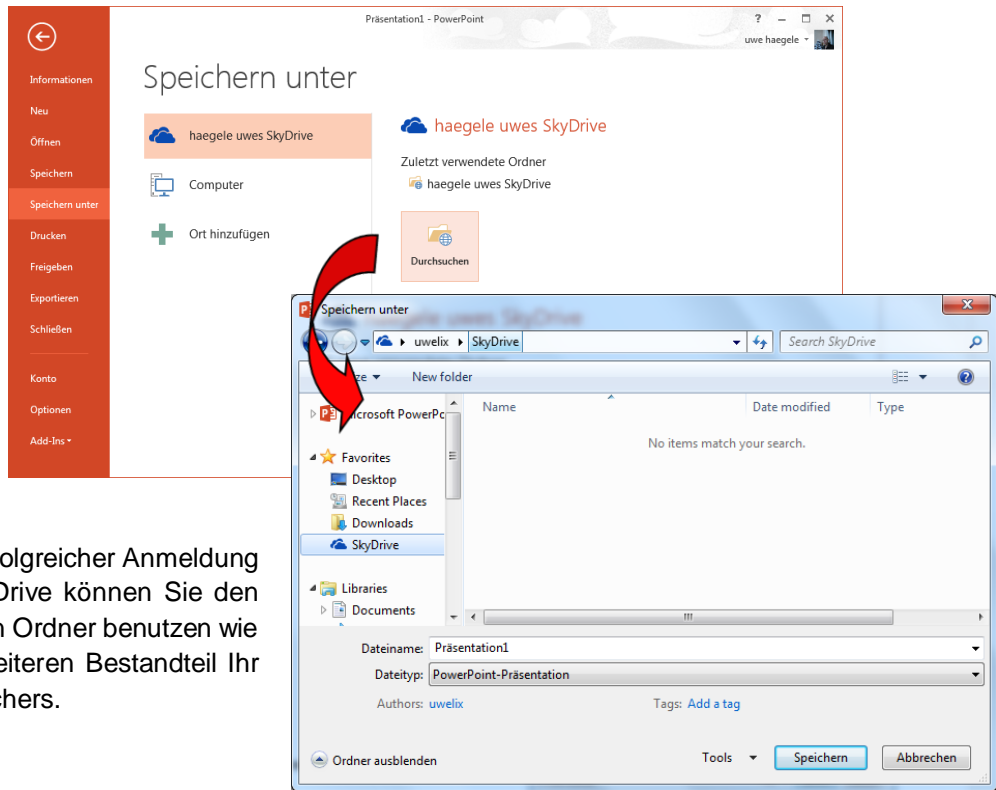 Präsentation1 - PowerPoint
?
uwe haegele
Informationen
Neu
Öffnen
Speichern
Speichern unter
Drucken
Freigeben
Exportieren
Schließen
Konto
Optionen
Add-Ins
Speichern unter
haegele uwes SkyDrive
Computer
Ort hinzufügen
haegele uwes SkyDrive
Zuletzt verwendete Ordner
haegele uwes SkyDrive
Durchsuchen
Speichern unter
uwelix SkyDrive
Search SkyDrive
New folder
Microsoft PowerPo
Favorites
Desktop
Recent Places
Downloads
SkyDrive
Libraries
Documents
Name Date modified Type
No items match your search.
Dateiname: Präsentation1
Dateityp: PowerPoint-Präsentation
Authors: uwelix Tags: Add a tag
Ordner ausblenden Tools Speichern Abbrechen
olgreicher Anmeldung
Drive können Sie den
n Ordner benutzen wie
eiteren Bestandteil Ihr
chers.